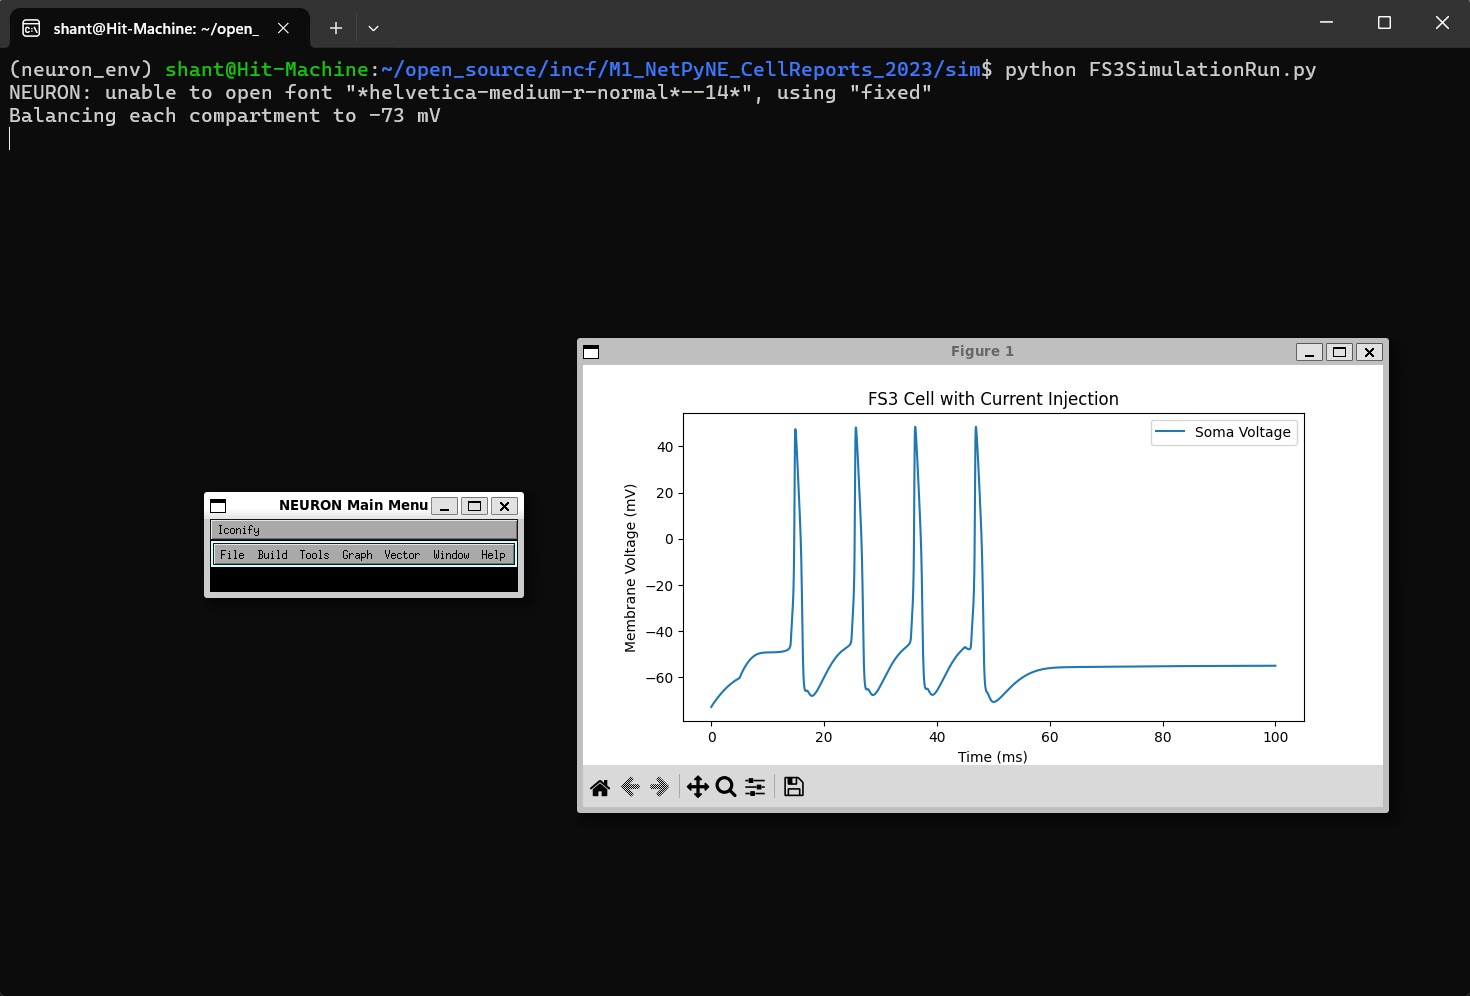 shant@Hit-Machine: ~/open_
(neuron_env) shant@Hit-Machine:~/open_source/incf/M1_NetPyNE_CellReports_2023/sim$ python FS3SimulationRun.py
NEURON: unable to open font "*helvetica-medium-r-normal*--14*", using "fixed"
Balancing each compartment to -73 mV
Figure 1
FS3 Cell with Current Injection
Soma Voltage
40
20
0
−20
−40
−60
Membrane Voltage (mV)
0 20 40 60 80 100
Time (ms)
NEURON Main Menu
Iconify
File Build Tools Graph Vector Window Help